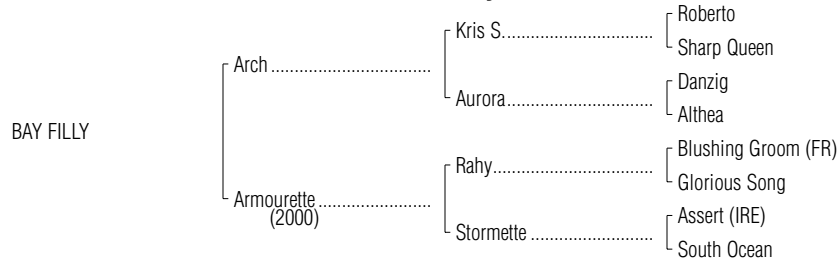 Roberto
Kris S.
Sharp Queen
Arch
Danzig
Aurora
Althea
BAY FILLY
Blushing Groom (FR)
Rahy
Glorious Song
Armourette
(2000)
Assert (IRE)
Stormette
South Ocean